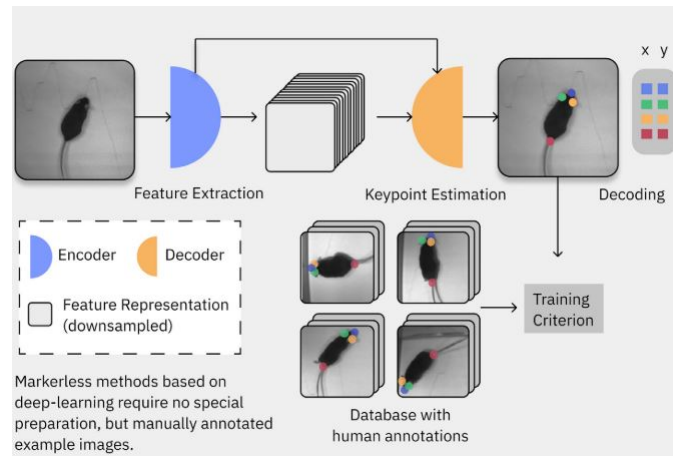 x y
Feature Extraction
Keypoint Estimation
Decoding
Encoder
Decoder
Feature Representation
(downsampled)
Training
Criterion
Database with
human annotations
Markerless methods based on
deep-learning require no special
preparation, but manually annotated
example images.